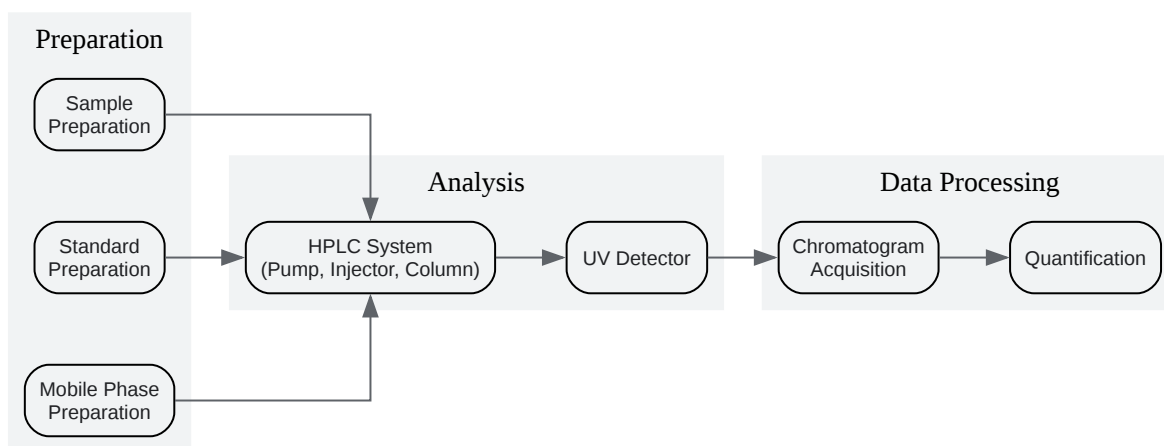 Preparation
Sample
Preparation
Standard
Preparation
Mobile Phase
Preparation
Analysis
HPLC System
(Pump, Injector, Column)
UV Detector
Data Processing
Chromatogram
Acquisition
Quantification